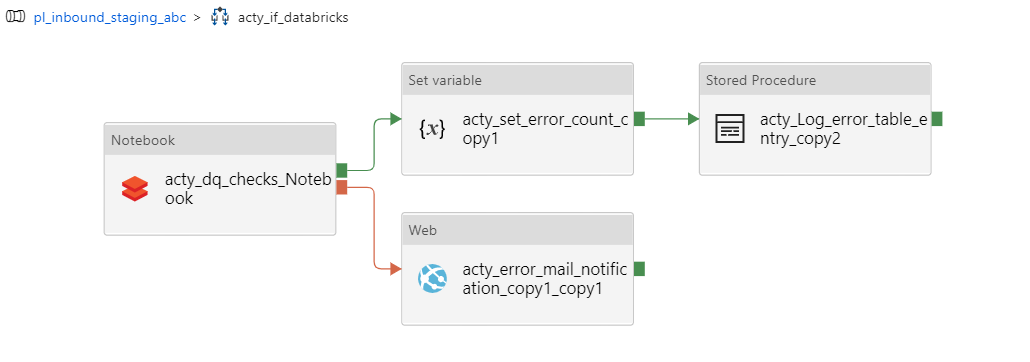 pl_inbound_staging_abc > acty_if_databricks
Set variable
acty_set_error_count_c
opy1
Stored Procedure
acty_Log_error_table_e
ntry_copy2
Notebook
acty_dq_checks_Noteb
ook
Web
acty_error_mail_notific
ation_copy1_copy1